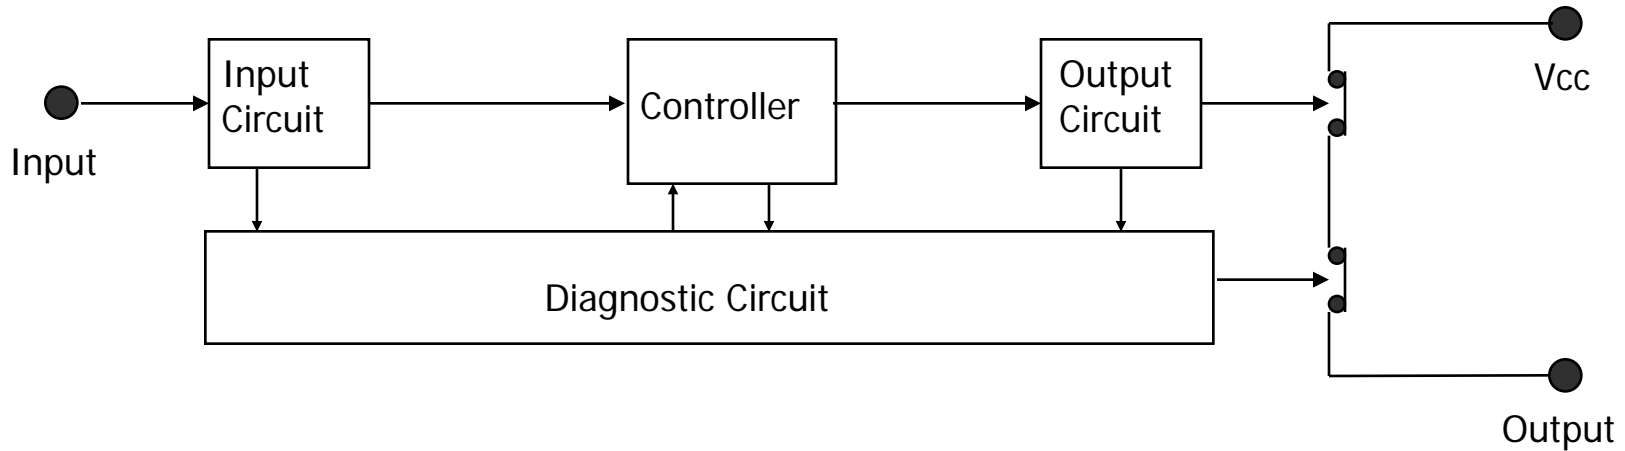 Input
Circuit
Controller
Output
Circuit
Vcc
Input
Diagnostic Circuit
Output